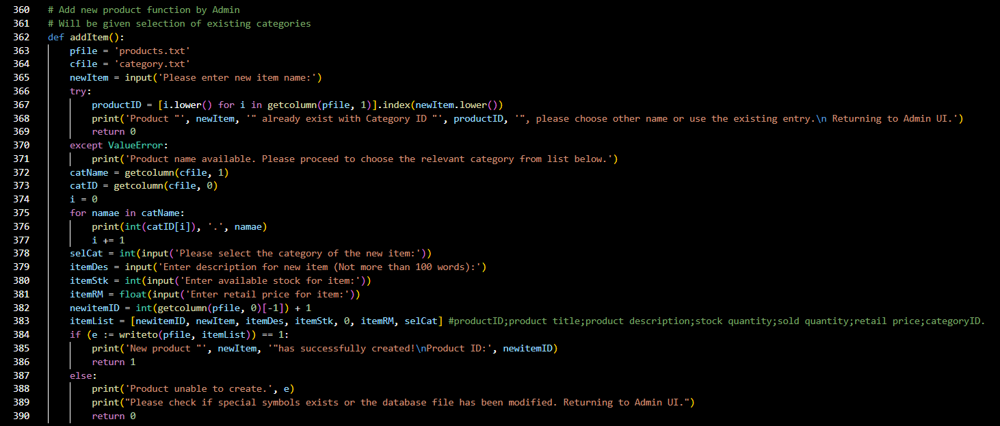 360 # Add new product function by Admin
361 # Will be given selection of existing categories
362 def addItem():
363     pfile = 'products.txt'
364     cfile = 'category.txt'
365     newItem = input('Please enter new item name:')
366     try:
367         productID = [i.lower() for i in getcolumn(pfile, 1)].index(newItem.lower())
368         print('Product "', newItem, '" already exist with Category ID "', productID, '", please choose other name or use the existing entry.\n Returning to Admin UI.')
369         return 0
370     except ValueError:
371         print('Product name available. Please proceed to choose the relevant category from list below.')
372     catName = getcolumn(cfile, 1)
373     catID = getcolumn(cfile, 0)
374     i = 0
375     for namae in catName:
376         print(int(catID[i]), '.', namae)
377         i += 1
378     selCat = int(input('Please select the category of the new item:'))
379     itemDes = input('Enter description for new item (Not more than 100 words):')
380     itemStk = int(input('Enter available stock for item:'))
381     itemRM = float(input('Enter retail price for item:'))
382     newitemID = int(getcolumn(pfile, 0)[-1]) + 1
383     itemList = [newitemID, newItem, itemDes, itemStk, 0, itemRM, selCat] #productID;product title;product description;stock quantity;sold quantity;retail price;categoryID.
384     if (e := writeto(pfile, itemList)) == 1:
385         print('New product "', newItem, '"has successfully created!\nProduct ID:', newitemID)
386         return 1
387     else:
388         print('Product unable to create.', e)
389         print("Please check if special symbols exists or the database file has been modified. Returning to Admin UI.")
390         return 0